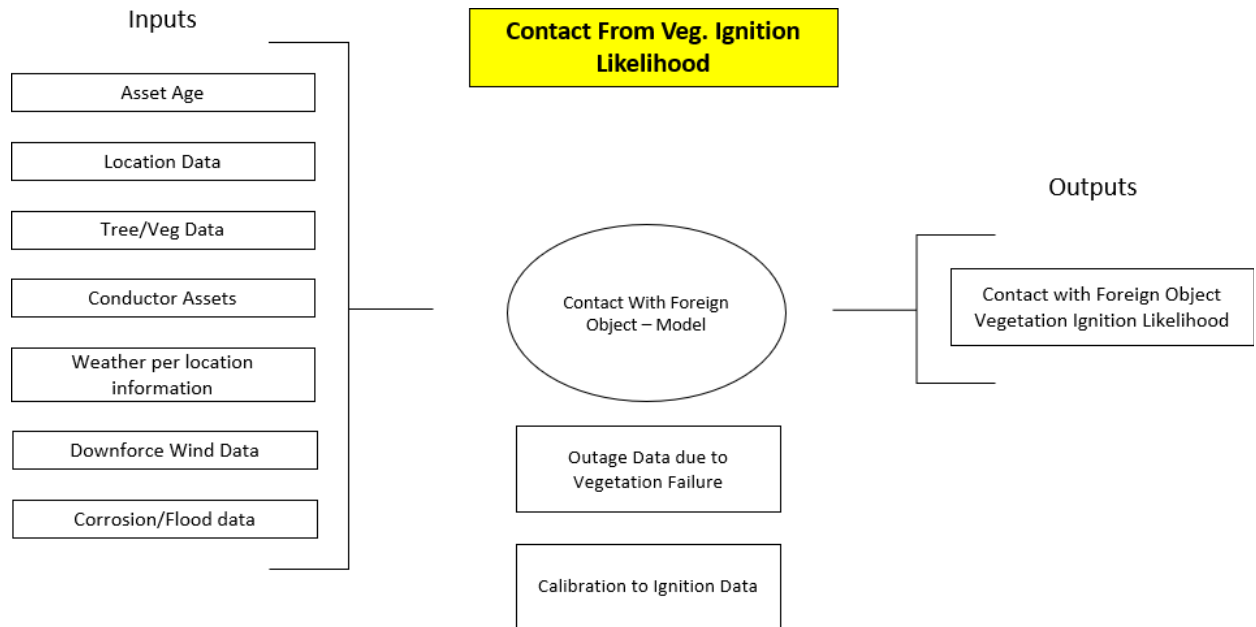 Inputs
Contact From Veg. Ignition
Likelihood
Asset Age
Location Data
Tree/Veg Data
Conductor Assets
Weather per location
information
Downforce Wind Data
Corrosion/Flood data
Contact With Foreign
Object – Model
Outage Data due to
Vegetation Failure
Calibration to Ignition Data
Outputs
Contact with Foreign Object
Vegetation Ignition Likelihood